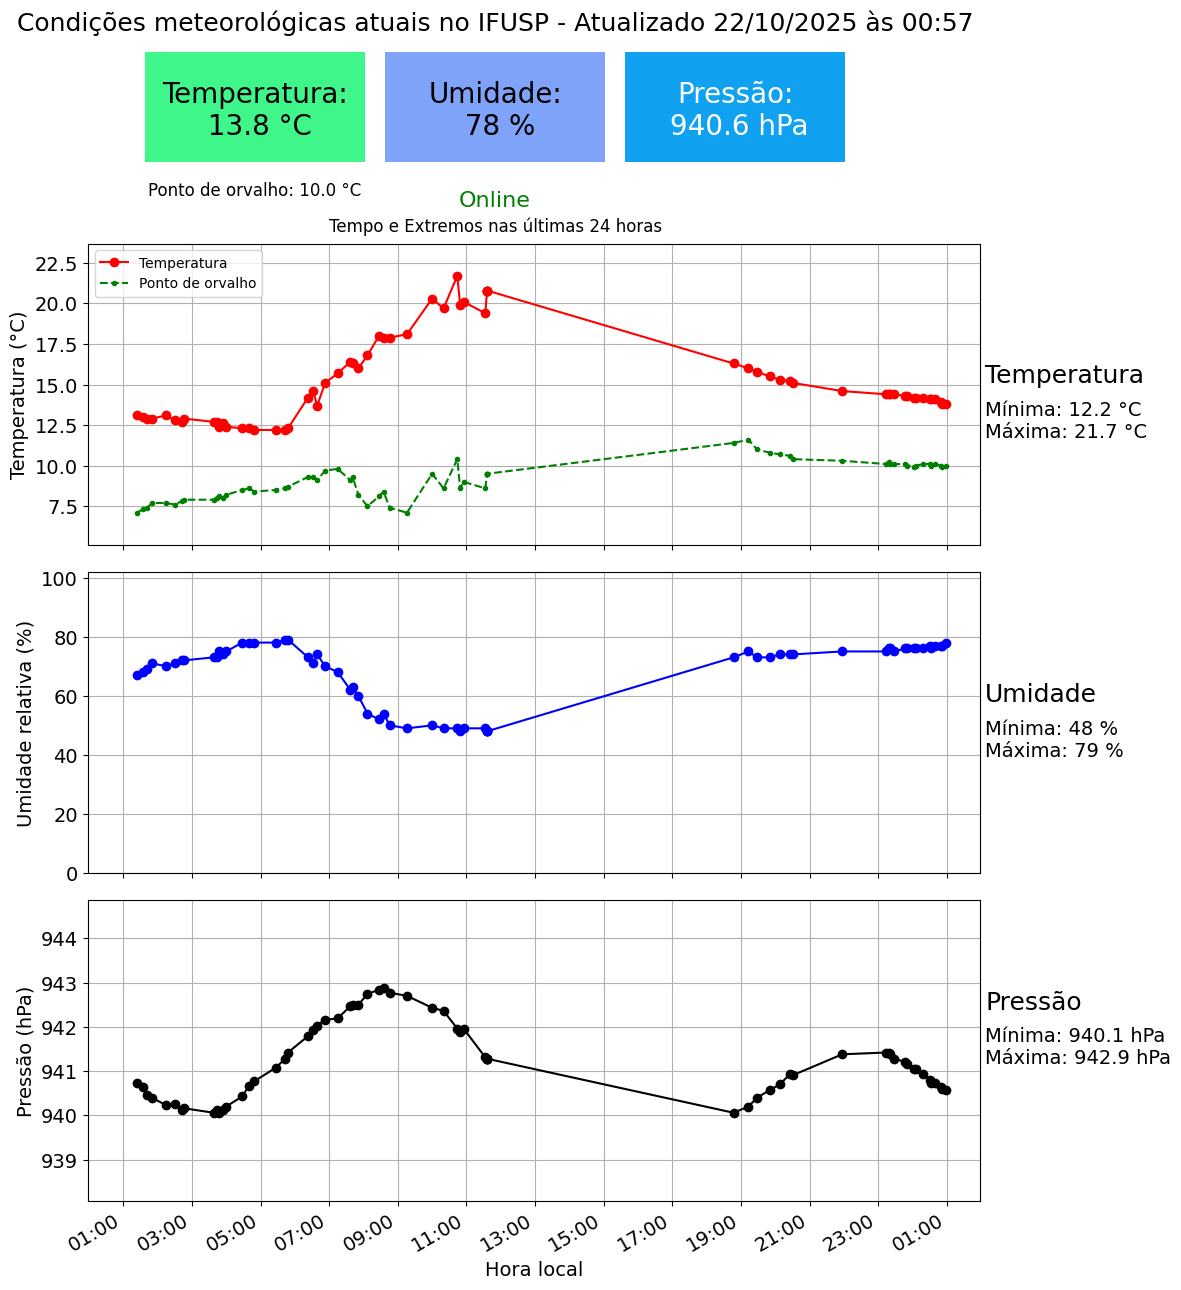 Condições meteorológicas atuais no IFUSP - Atualizado 22/10/2025 às 00:57
Temperatura:
13.8 °C
Umidade:
78 %
Pressão:
940.6 hPa
Ponto de orvalho: 10.0 °C
Online
Tempo e Extremos nas últimas 24 horas
Temperatura
Ponto de orvalho
Temperatura (°C)
22.5
20.0
17.5
15.0
12.5
10.0
7.5
Temperatura
Mínima: 12.2 °C
Máxima: 21.7 °C
Umidade relativa (%)
100
80
60
40
20
0
Umidade
Mínima: 48 %
Máxima: 79 %
Pressão (hPa)
944
943
942
941
940
939
Pressão
Mínima: 940.1 hPa
Máxima: 942.9 hPa
01:00
03:00
05:00
07:00
09:00
11:00
13:00
15:00
17:00
19:00
21:00
23:00
01:00
Hora local